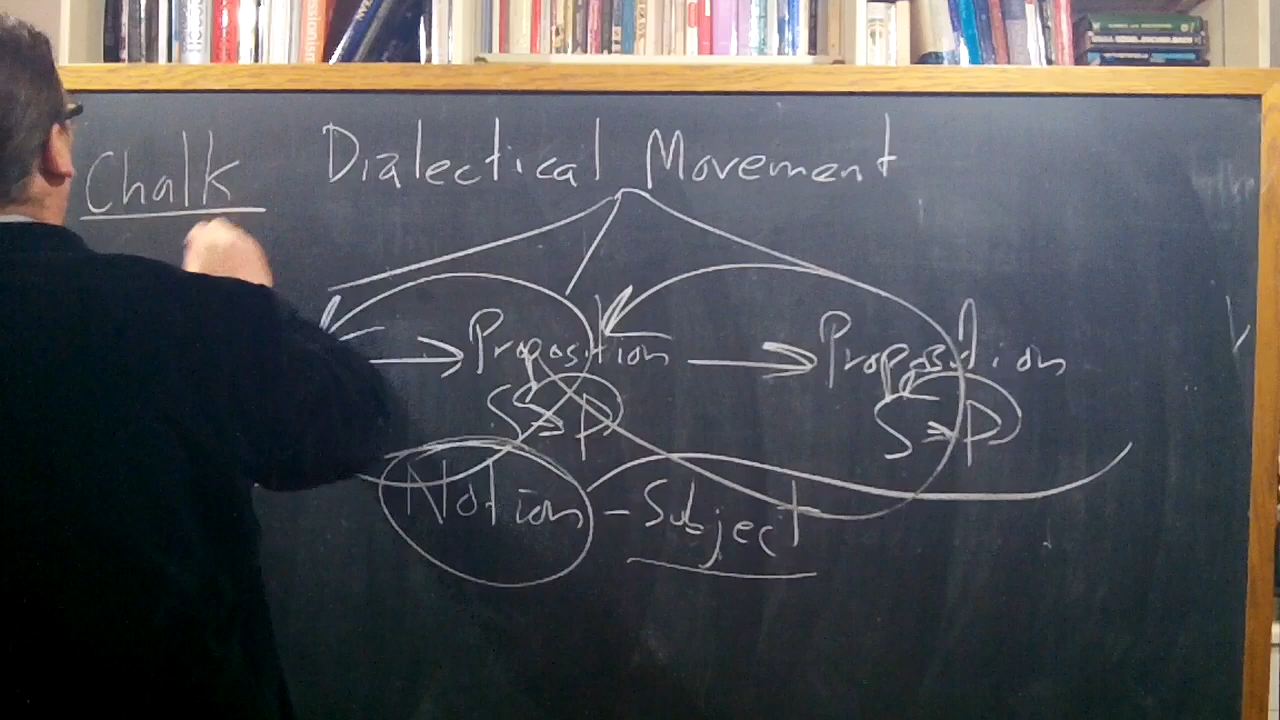 Chalk Dialectical Movement
Proposition Proposition
S P S P
Notion - Subject